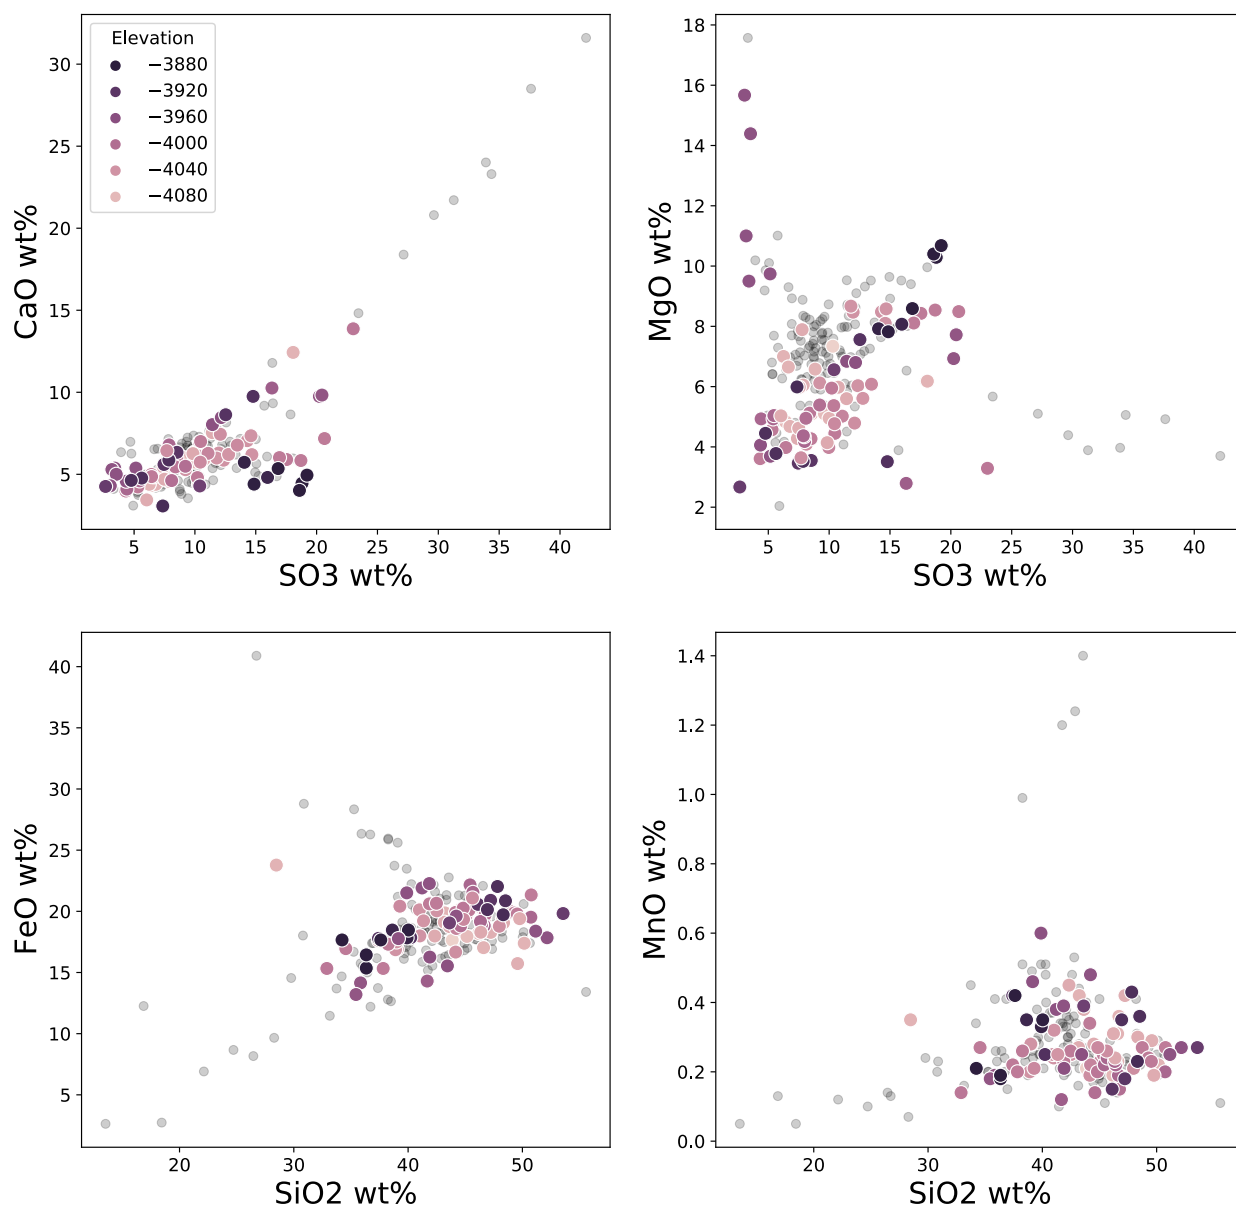 Elevation
−3880
−3920
−3960
−4000
−4040
−4080
30
25
20
15
10
5
CaO wt%
5 10 15 20 25 30 35 40
SO3 wt%
18
16
14
12
10
8
6
4
2
MgO wt%
5 10 15 20 25 30 35 40
SO3 wt%
40
35
30
25
20
15
10
5
FeO wt%
20 30 40 50
SiO2 wt%
1.4
1.2
1.0
0.8
0.6
0.4
0.2
0.0
MnO wt%
20 30 40 50
SiO2 wt%